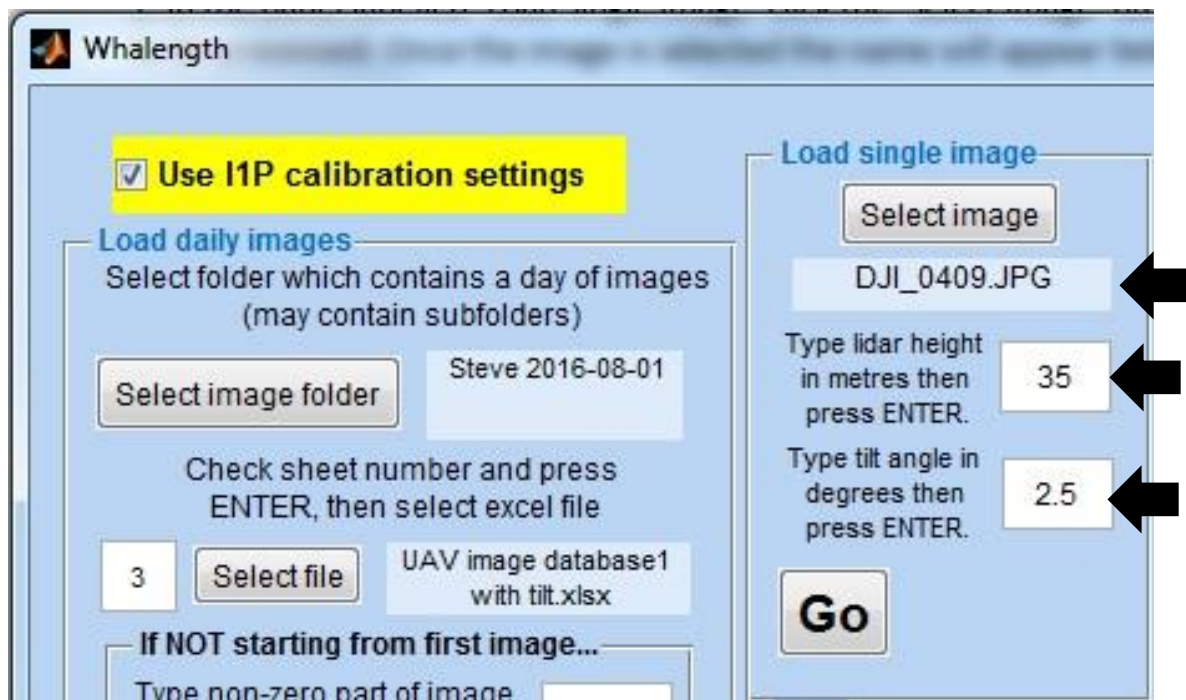 Whalength
Use I1P calibration settings
Load daily images
Select folder which contains a day of images
(may contain subfolders)
Select image folder
Steve 2016-08-01
Check sheet number and press
ENTER, then select excel file
3
Select file
UAV image database1
with tilt.xlsx
If NOT starting from first image...
Type non-zero part of image
Load single image
Select image
DJI_0409.JPG
Type lidar height
in metres then
press ENTER.
35
Type tilt angle in
degrees then
press ENTER.
2.5
Go